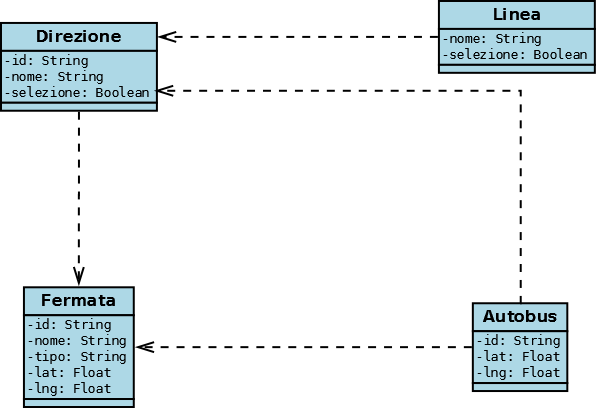 Direzione
-id: String
-nome: String
-selezione: Boolean
Linea
-nome: String
-selezione: Boolean
Fermata
-id: String
-nome: String
-tipo: String
-lat: Float
-lng: Float
Autobus
-id: String
-lat: Float
-lng: Float